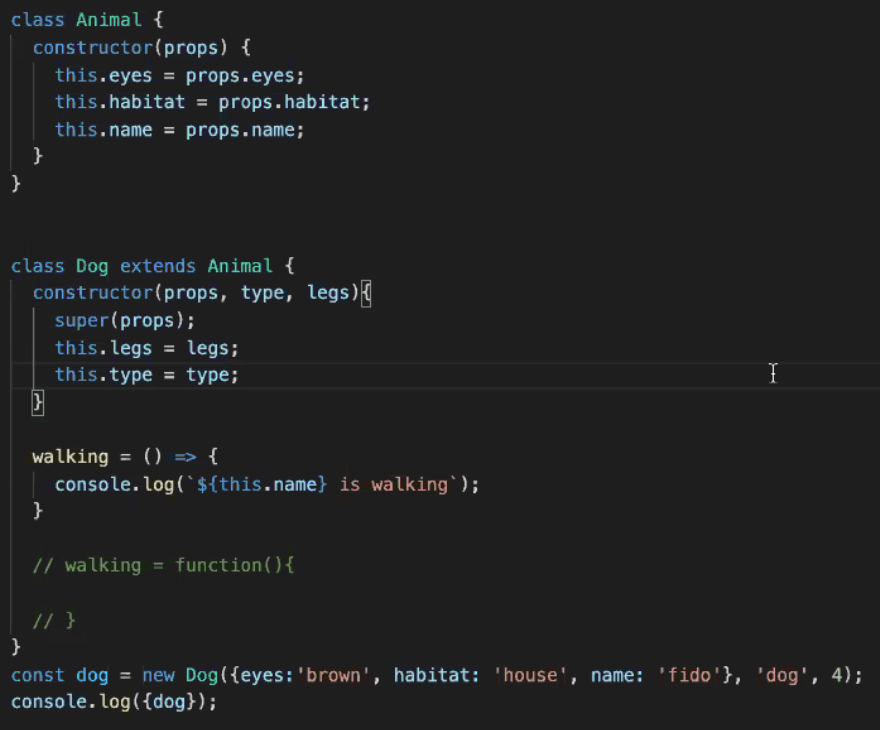 class Animal {
  constructor(props) {
    this.eyes = props.eyes;
    this.habitat = props.habitat;
    this.name = props.name;
  }
}
class Dog extends Animal {
  constructor(props, type, legs){
    super(props);
    this.legs = legs;
    this.type = type;
  }
  walking = () => {
    console.log(`${this.name} is walking`);
  }
  // walking = function(){
  // }
}
const dog = new Dog({eyes:'brown', habitat: 'house', name: 'fido'}, 'dog', 4);
console.log({dog});